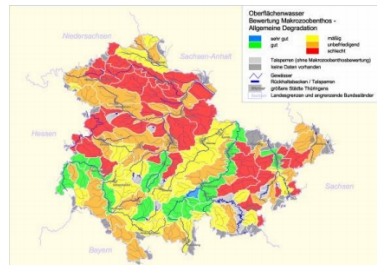 Oberflächenwasser
Bewertung Makrozoobenthos -
Allgemeine Degradation
sehr gut
gut
mäßig
unbefriedigend
schlecht
Talsperren (ohne Makrozoobenthosbewertung)
keine Daten vorhanden
Gewässer
Rückhaltebecken / Talsperren
größere Städte Thüringens
Landesgrenzen und angrenzende Bundesländer
Niedersachsen
Sachsen-Anhalt
Hessen
Sachsen
Bayern